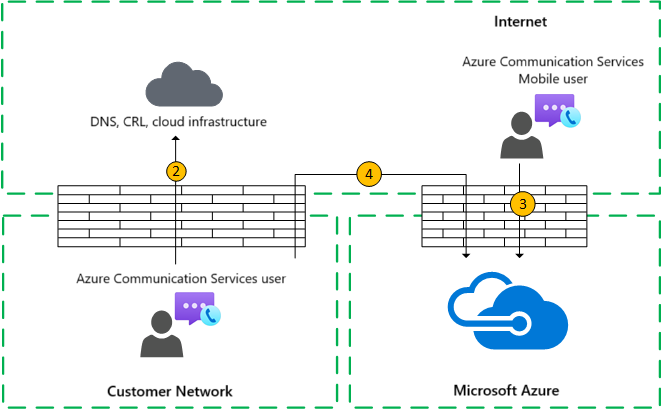 Internet
Azure Communication Services
Mobile user
DNS, CRL, cloud infrastructure
2
4
3
Azure Communication Services user
Customer Network
Microsoft Azure